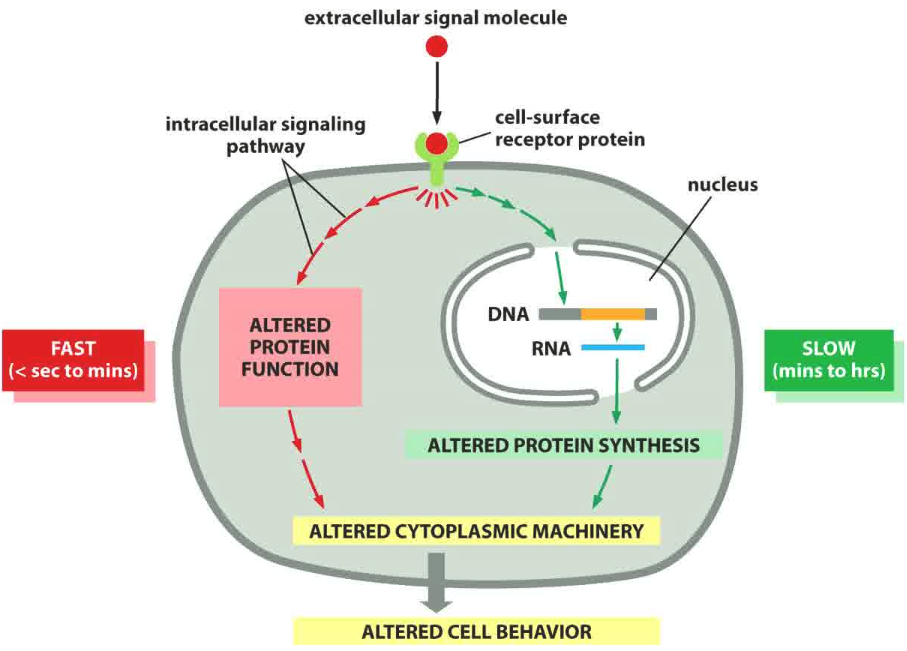 extracellular signal molecule
intracellular signaling
pathway
cell-surface
receptor protein
nucleus
DNA
RNA
ALTERED
PROTEIN
FUNCTION
FAST
(< sec to mins)
SLOW
(mins to hrs)
ALTERED PROTEIN SYNTHESIS
ALTERED CYTOPLASMIC MACHINERY
ALTERED CELL BEHAVIOR